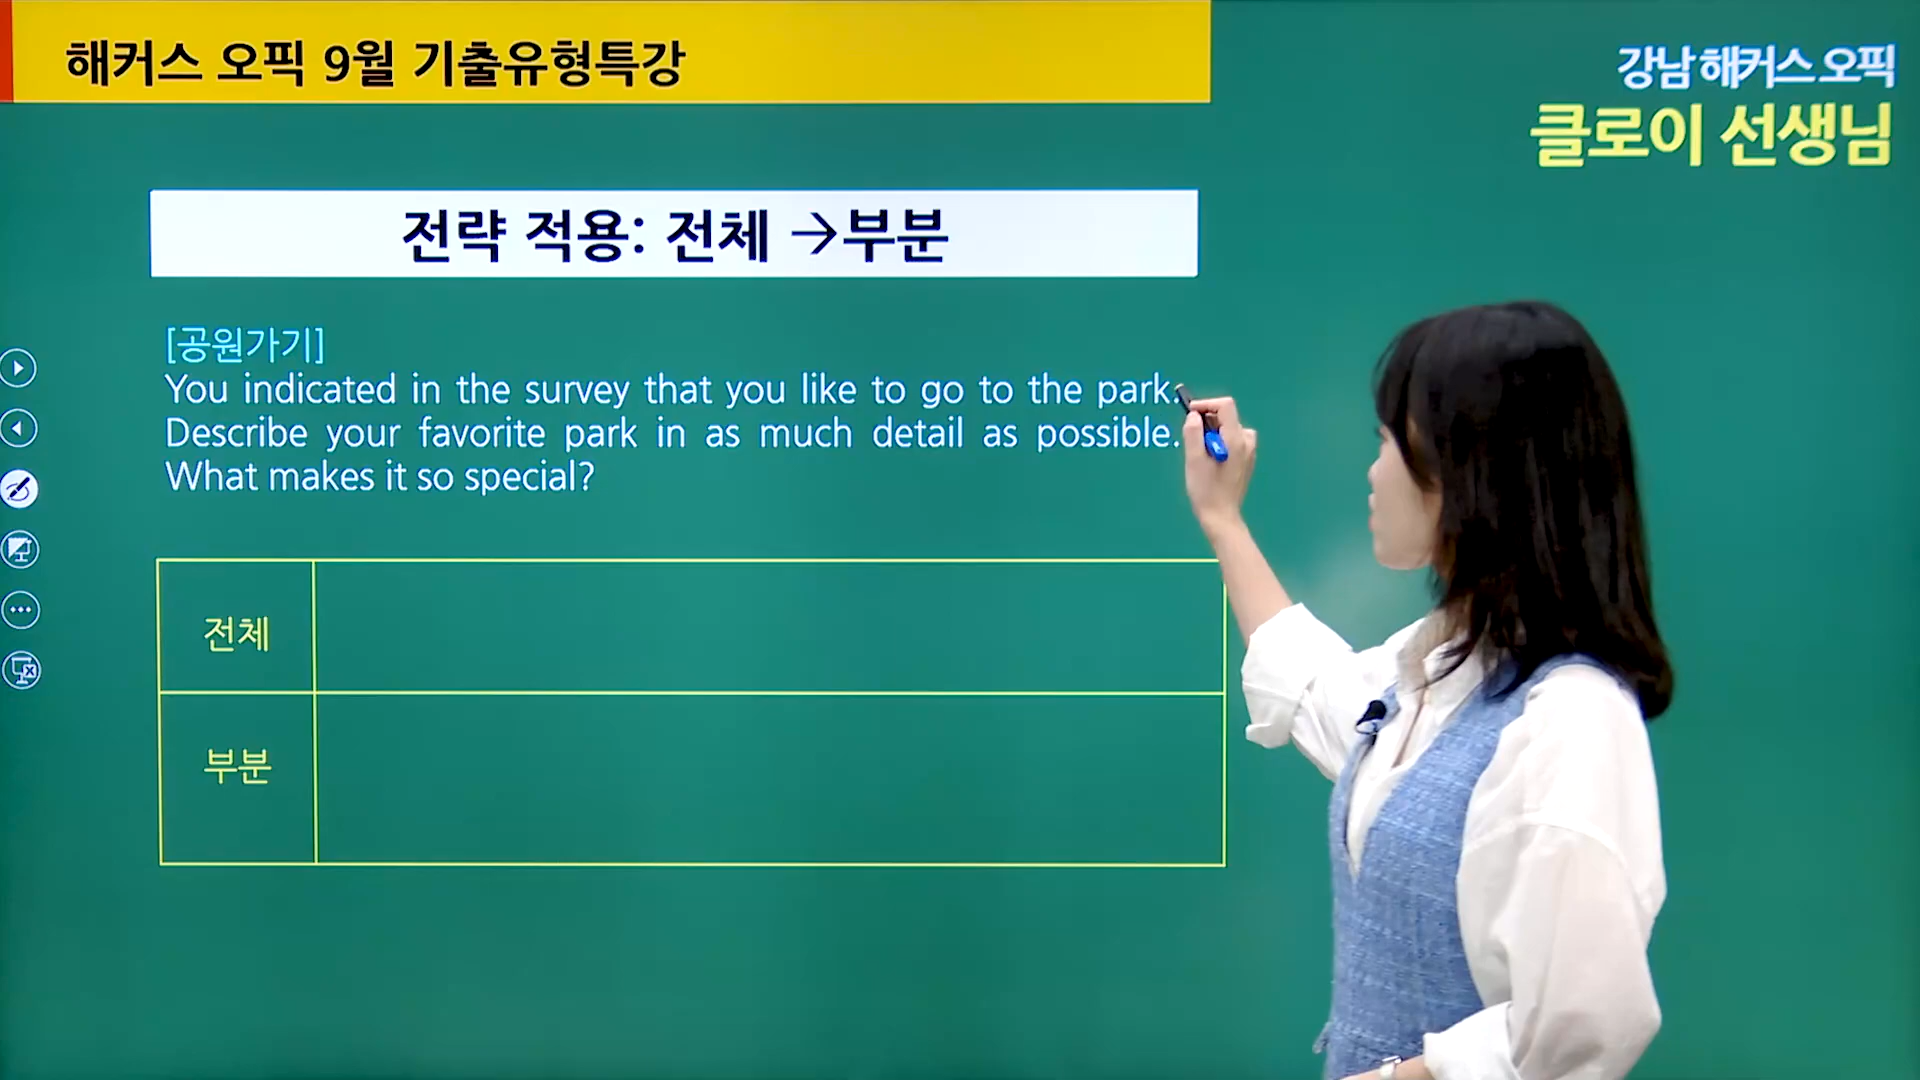 해커스 오픽 9월 기출유형특강
강남 해커스 오픽
클로이 선생님
전략 적용: 전체 →부분
[공원가기]
You indicated in the survey that you like to go to the park.
Describe your favorite park in as much detail as possible.
What makes it so special?
전체
부분